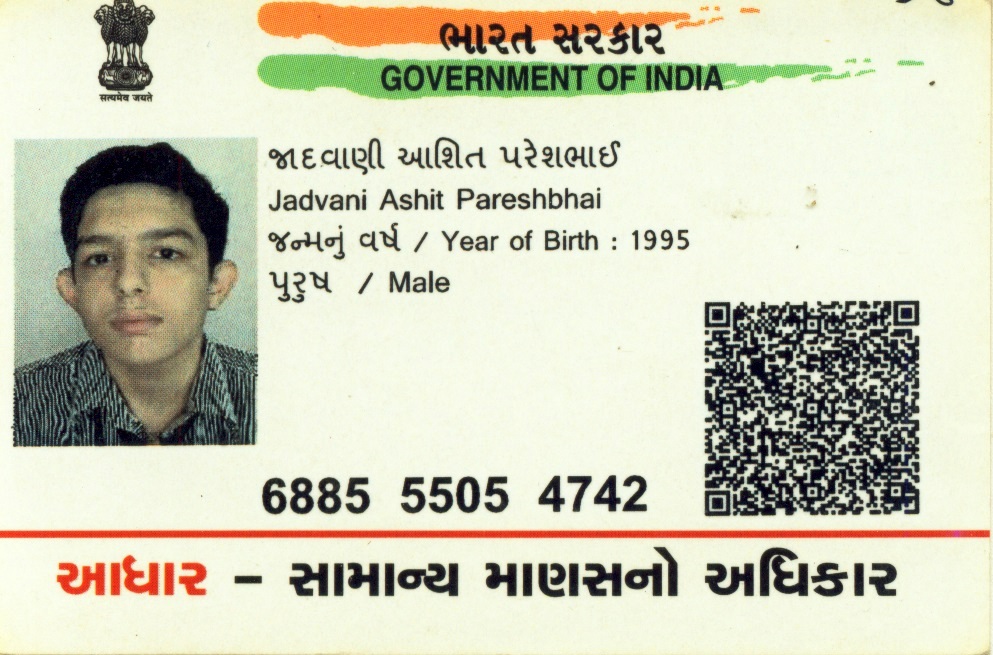 ભારત સરકાર
GOVERNMENT OF INDIA
सत्यमेव जयते
જાદવાણી આશિત પરેશભાઈ
Jadvani Ashit Pareshbhai
જન્મનું વર્ષ / Year of Birth : 1995
પુરુષ / Male
6885 5505 4742
આધાર – સામાન્ય માણસનો અધિકાર